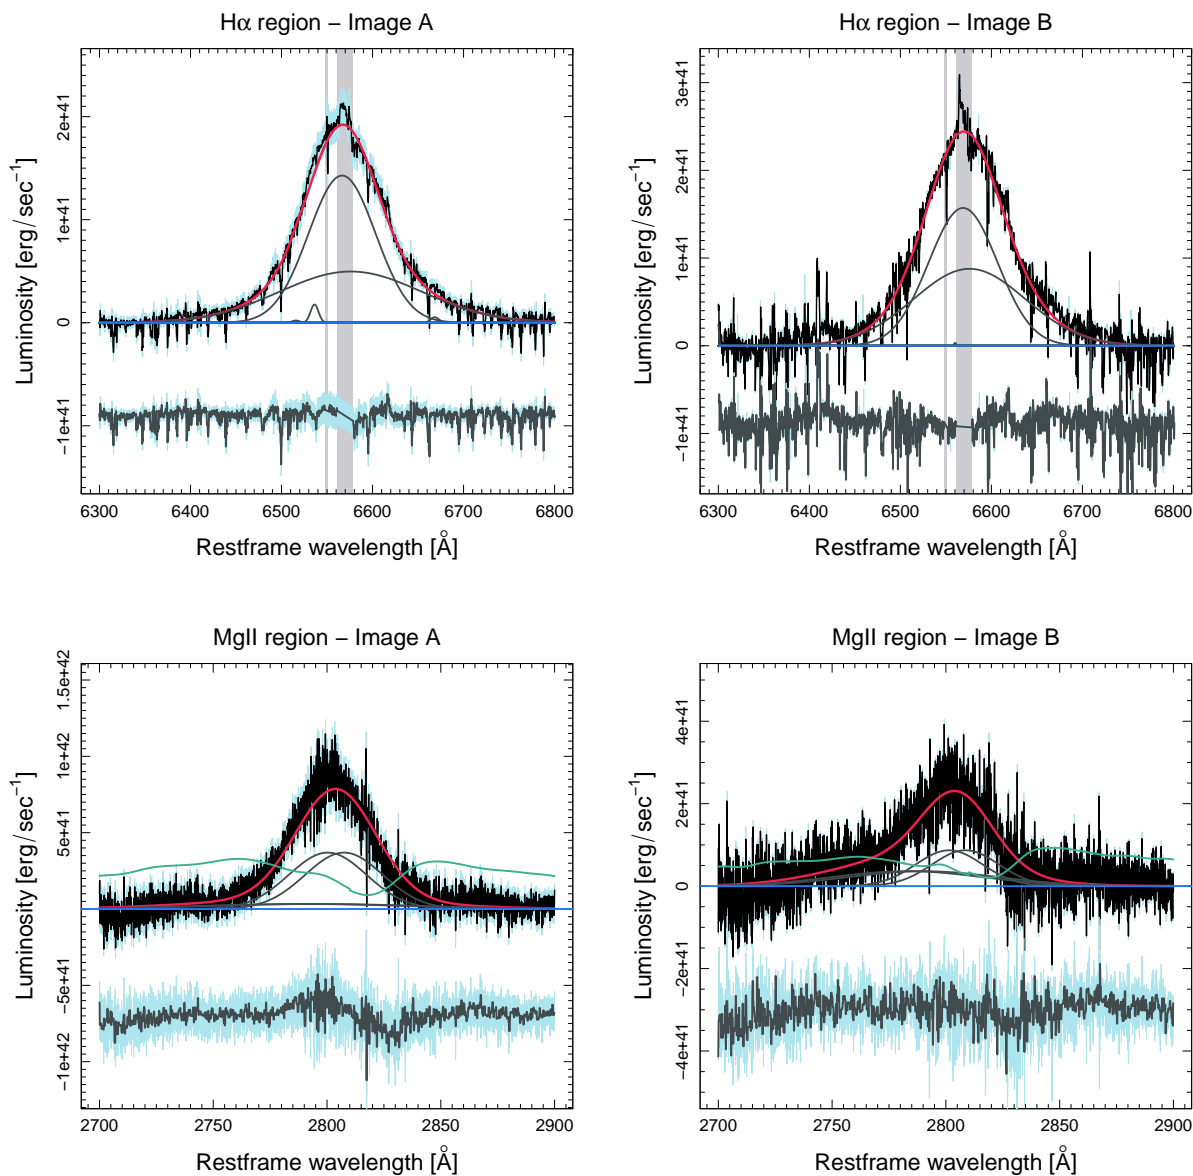 Hα region – Image A
Luminosity [erg/sec⁻¹]
2e+41
1e+41
0
−1e+41
6300 6400 6500 6600 6700 6800
Restframe wavelength [Å]
Hα region – Image B
Luminosity [erg/sec⁻¹]
3e+41
2e+41
1e+41
0
−1e+41
6300 6400 6500 6600 6700 6800
Restframe wavelength [Å]
MgII region – Image A
Luminosity [erg/sec⁻¹]
1.5e+42
1e+42
5e+41
0
−5e+41
−1e+42
2700 2750 2800 2850 2900
Restframe wavelength [Å]
MgII region – Image B
Luminosity [erg/sec⁻¹]
4e+41
2e+41
0
−2e+41
−4e+41
2700 2750 2800 2850 2900
Restframe wavelength [Å]